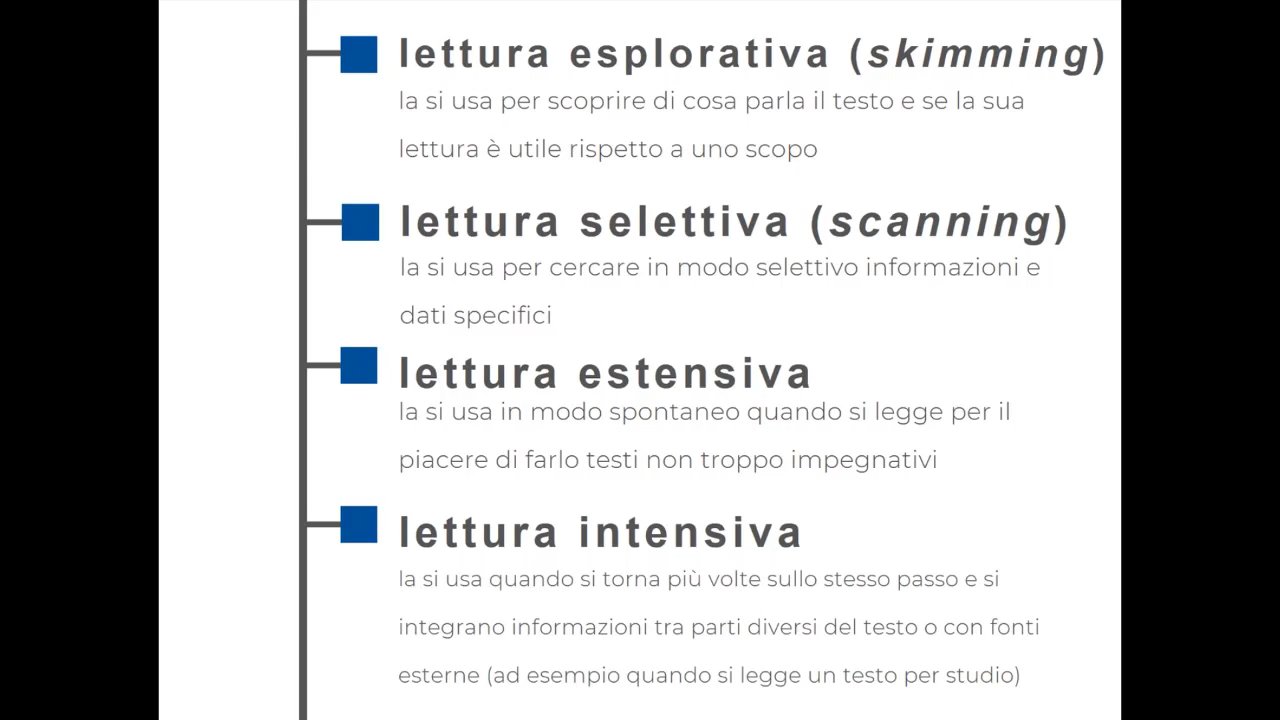 lettura esplorativa (skimming)
la si usa per scoprire di cosa parla il testo e se la sua
lettura è utile rispetto a uno scopo
lettura selettiva (scanning)
la si usa per cercare in modo selettivo informazioni e
dati specifici
lettura estensiva
la si usa in modo spontaneo quando si legge per il
piacere di farlo testi non troppo impegnativi
lettura intensiva
la si usa quando si torna più volte sullo stesso passo e si
integrano informazioni tra parti diversi del testo o con fonti
esterne (ad esempio quando si legge un testo per studio)